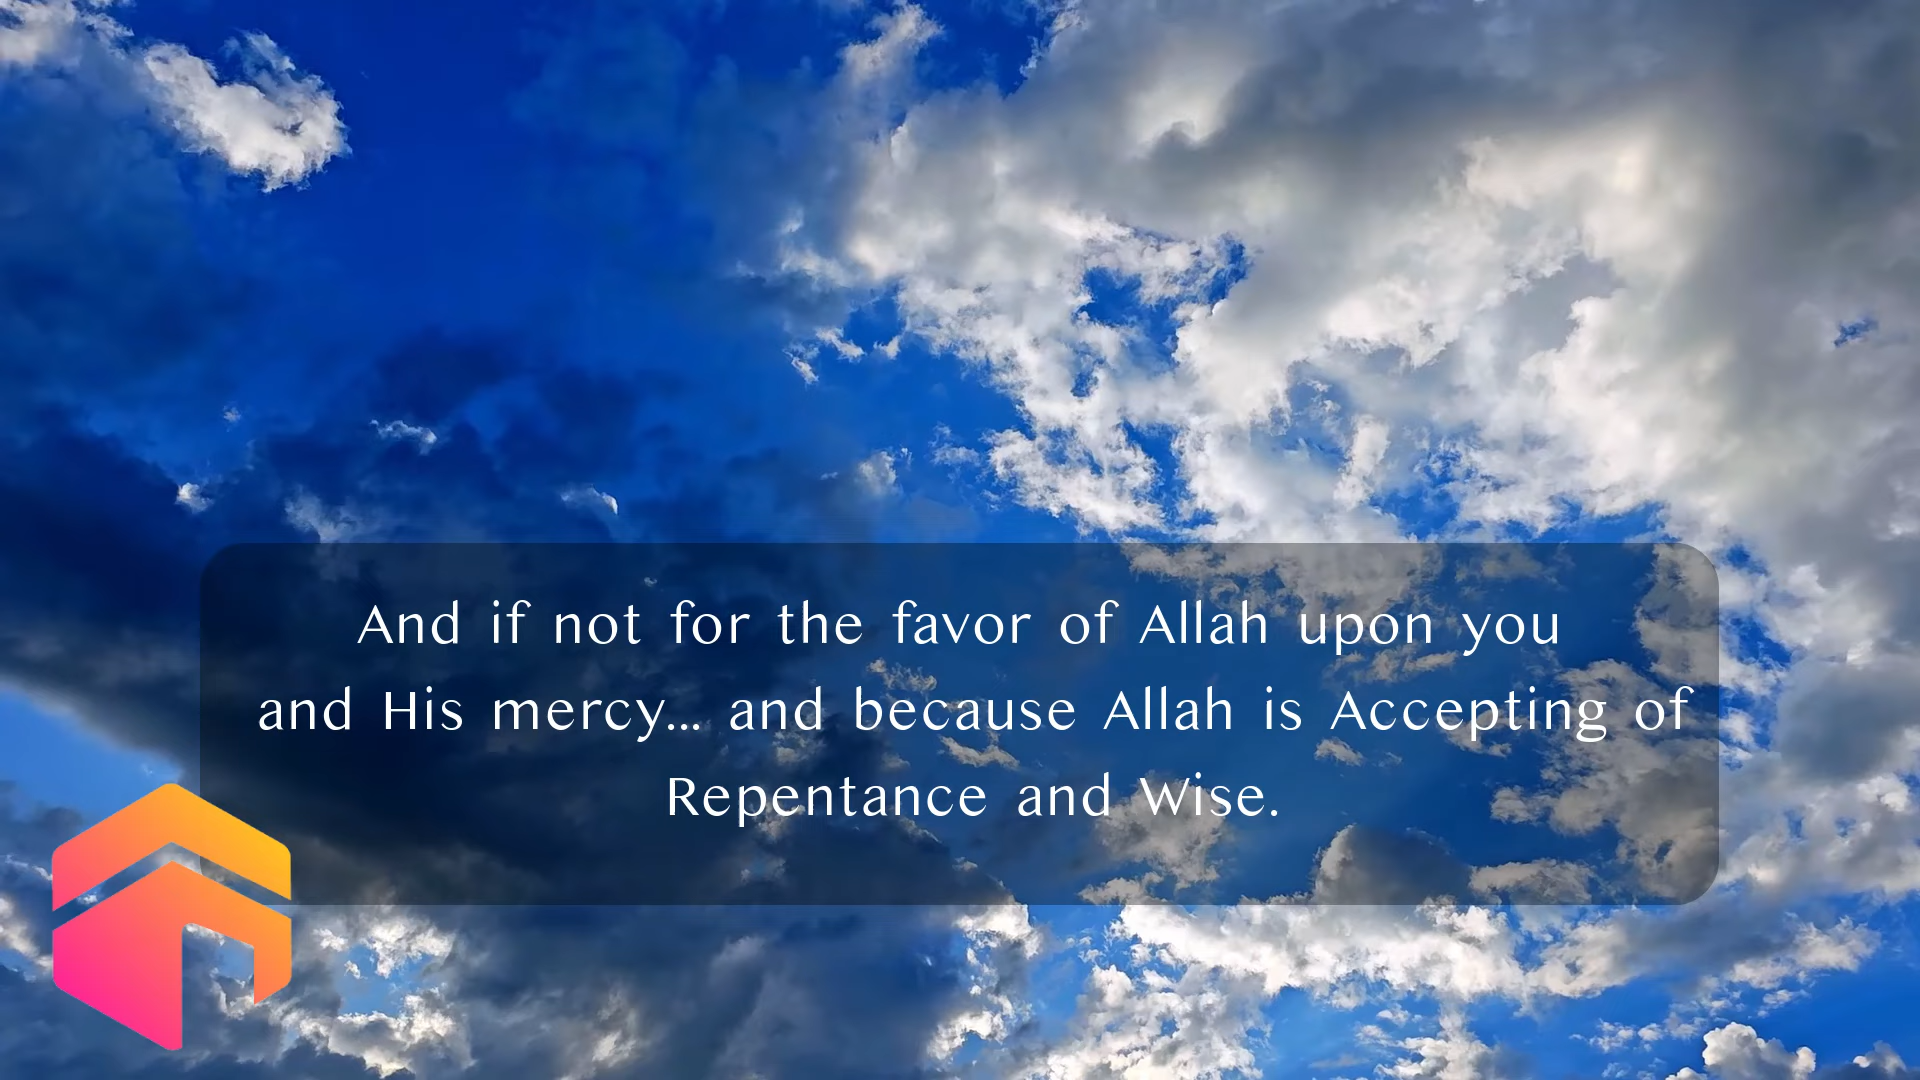 And if not for the favor of Allah upon you
and His mercy... and because Allah is Accepting of
Repentance and Wise.